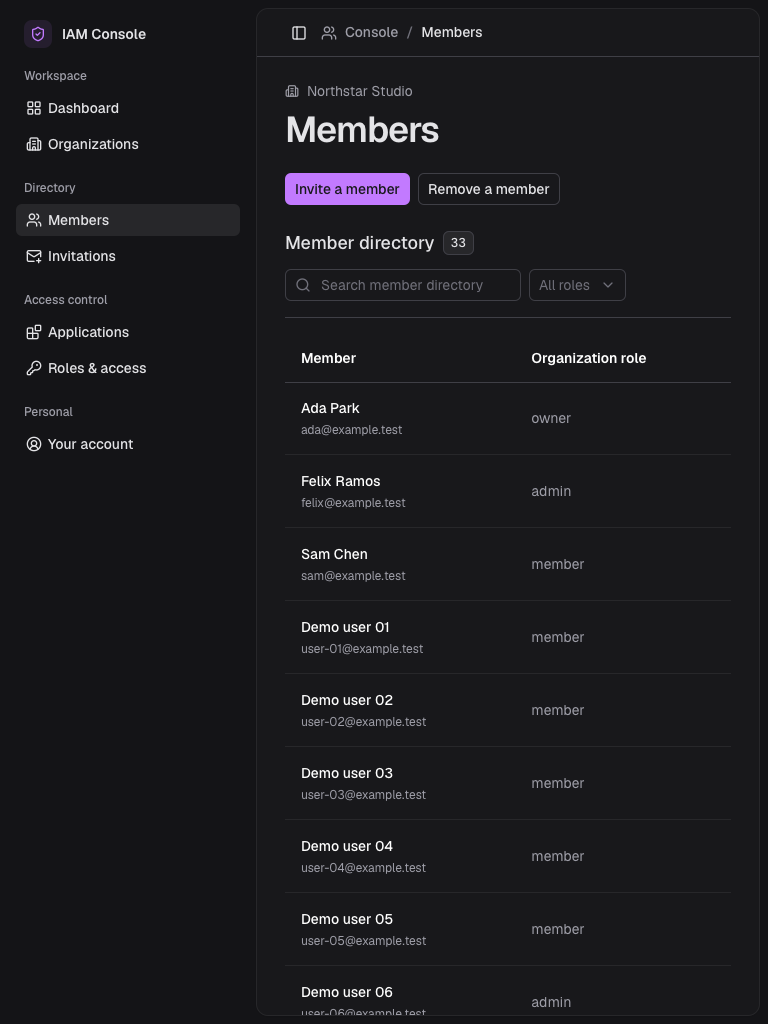 IAM Console
Workspace
Dashboard
Organizations
Directory
Members
Invitations
Access control
Applications
Roles & access
Personal
Your account
Console / Members
Northstar Studio
Members
Invite a member
Remove a member
Member directory 33
Search member directory
All roles
Member Organization role
Ada Park
ada@example.test
owner
Felix Ramos
felix@example.test
admin
Sam Chen
sam@example.test
member
Demo user 01
user-01@example.test
member
Demo user 02
user-02@example.test
member
Demo user 03
user-03@example.test
member
Demo user 04
user-04@example.test
member
Demo user 05
user-05@example.test
member
Demo user 06
user-06@example.test
admin